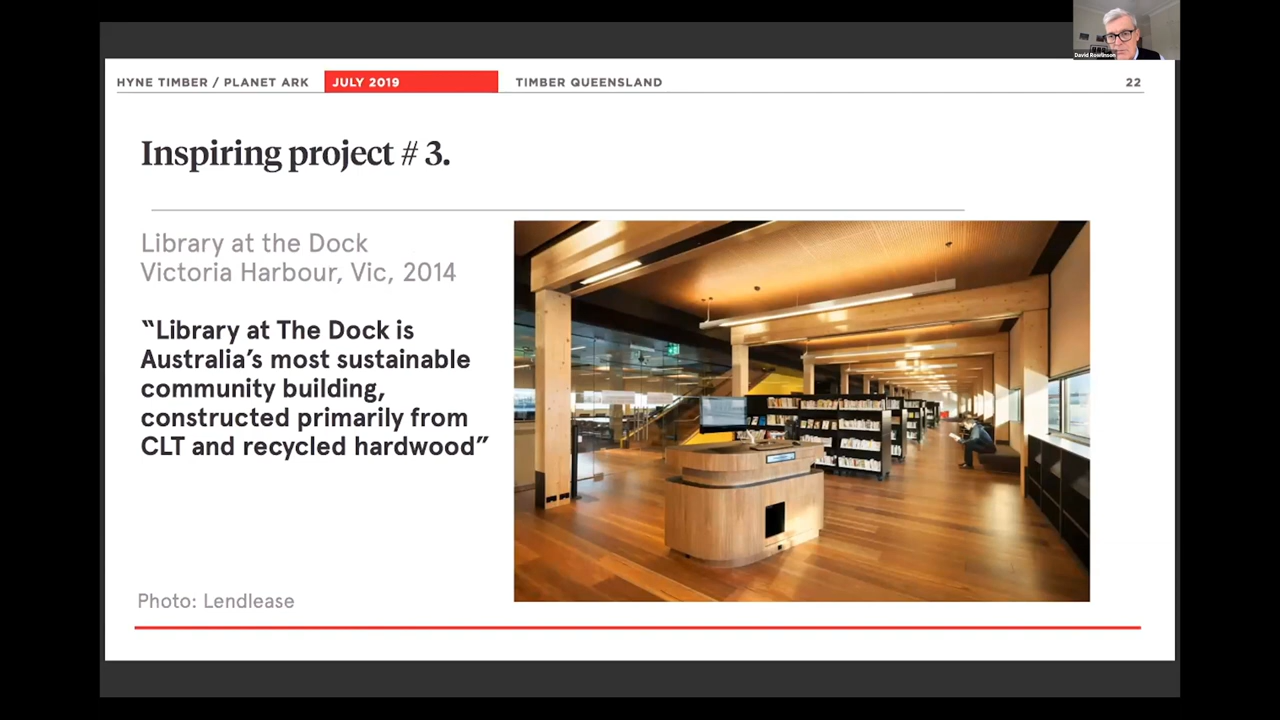 David Rowlinson
HYNE TIMBER / PLANET ARK JULY 2019 TIMBER QUEENSLAND 22
Inspiring project # 3.
Library at the Dock
Victoria Harbour, Vic, 2014
“Library at The Dock is
Australia’s most sustainable
community building,
constructed primarily from
CLT and recycled hardwood”
Photo: Lendlease